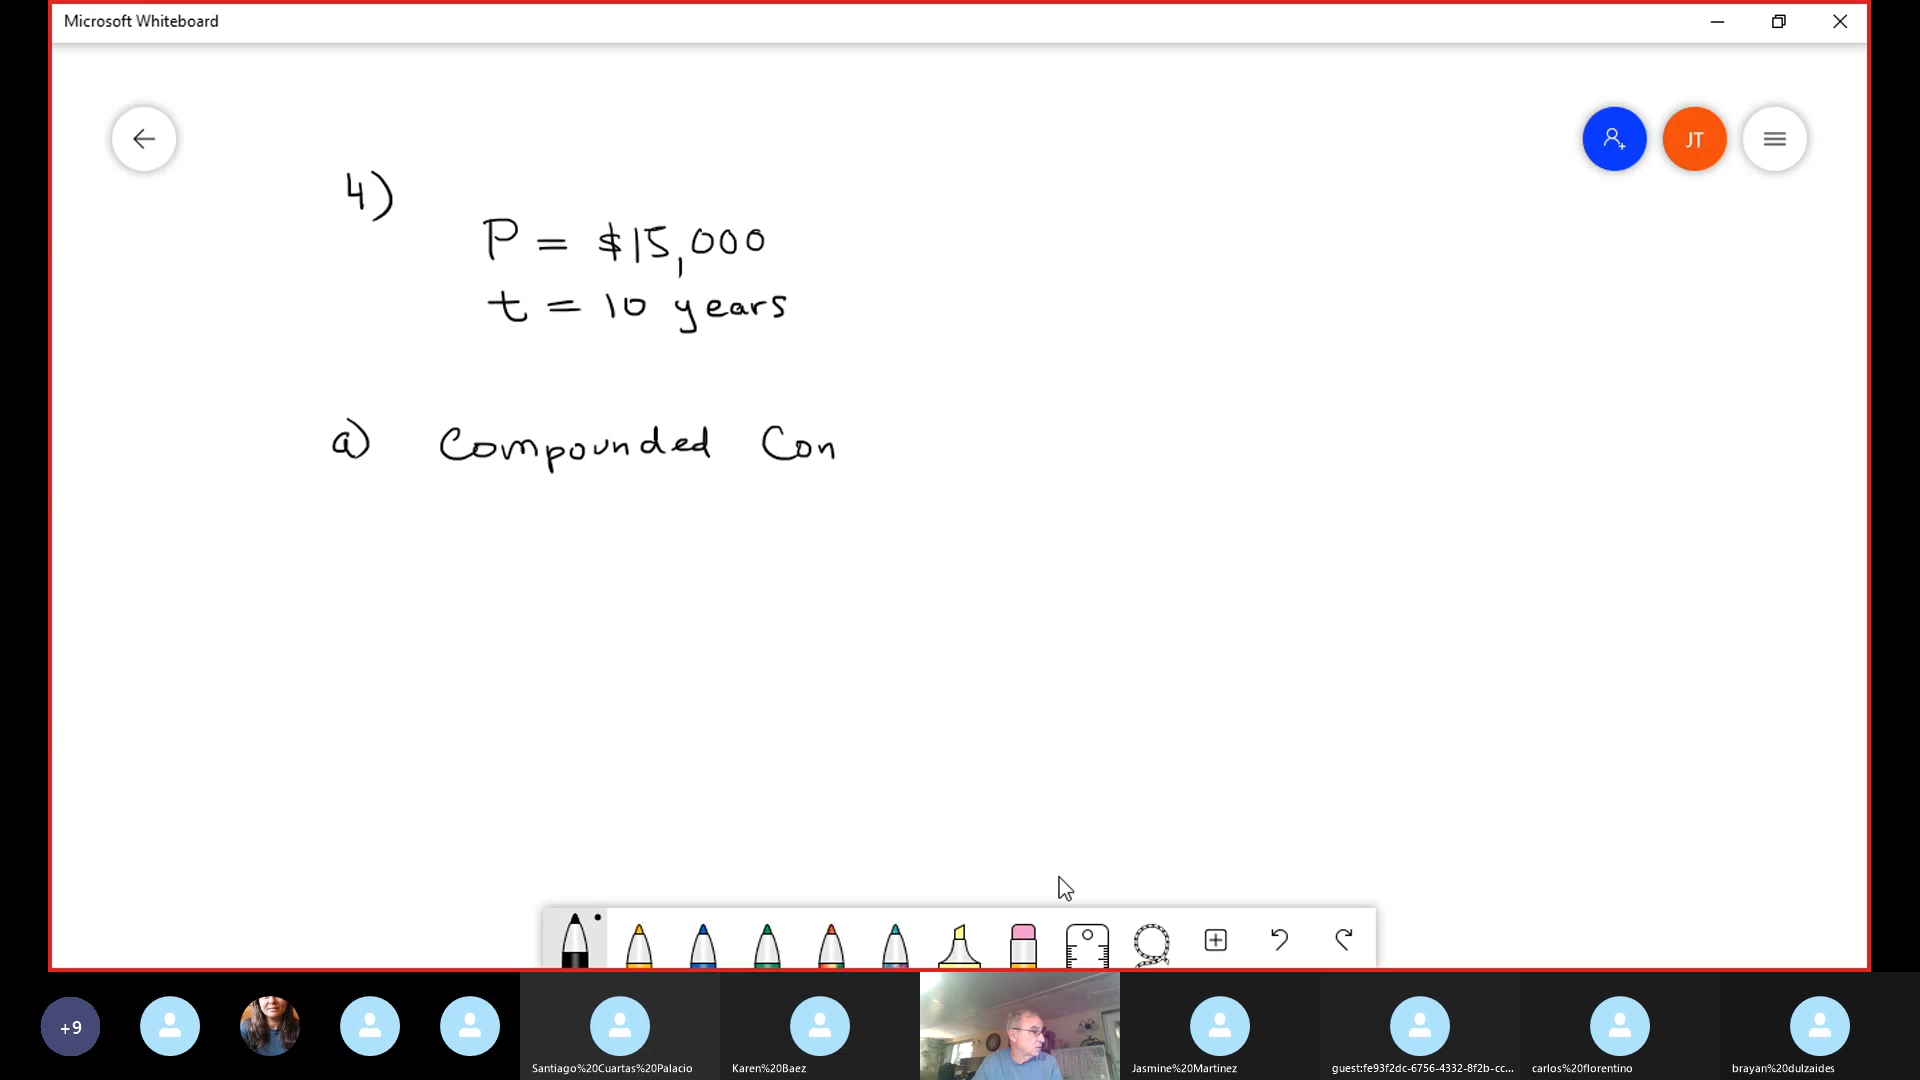 Microsoft Whiteboard
JT
4)
P = $15,000
t = 10 years
a) Compounded Con
+9
Santiago%20Cuartas%20Palacio
Karen%20Baez
Jasmine%20Martinez
guest:fe93f2dc-6756-4332-8f2b-cc...
carlos%20florentino
brayan%20dulzaides